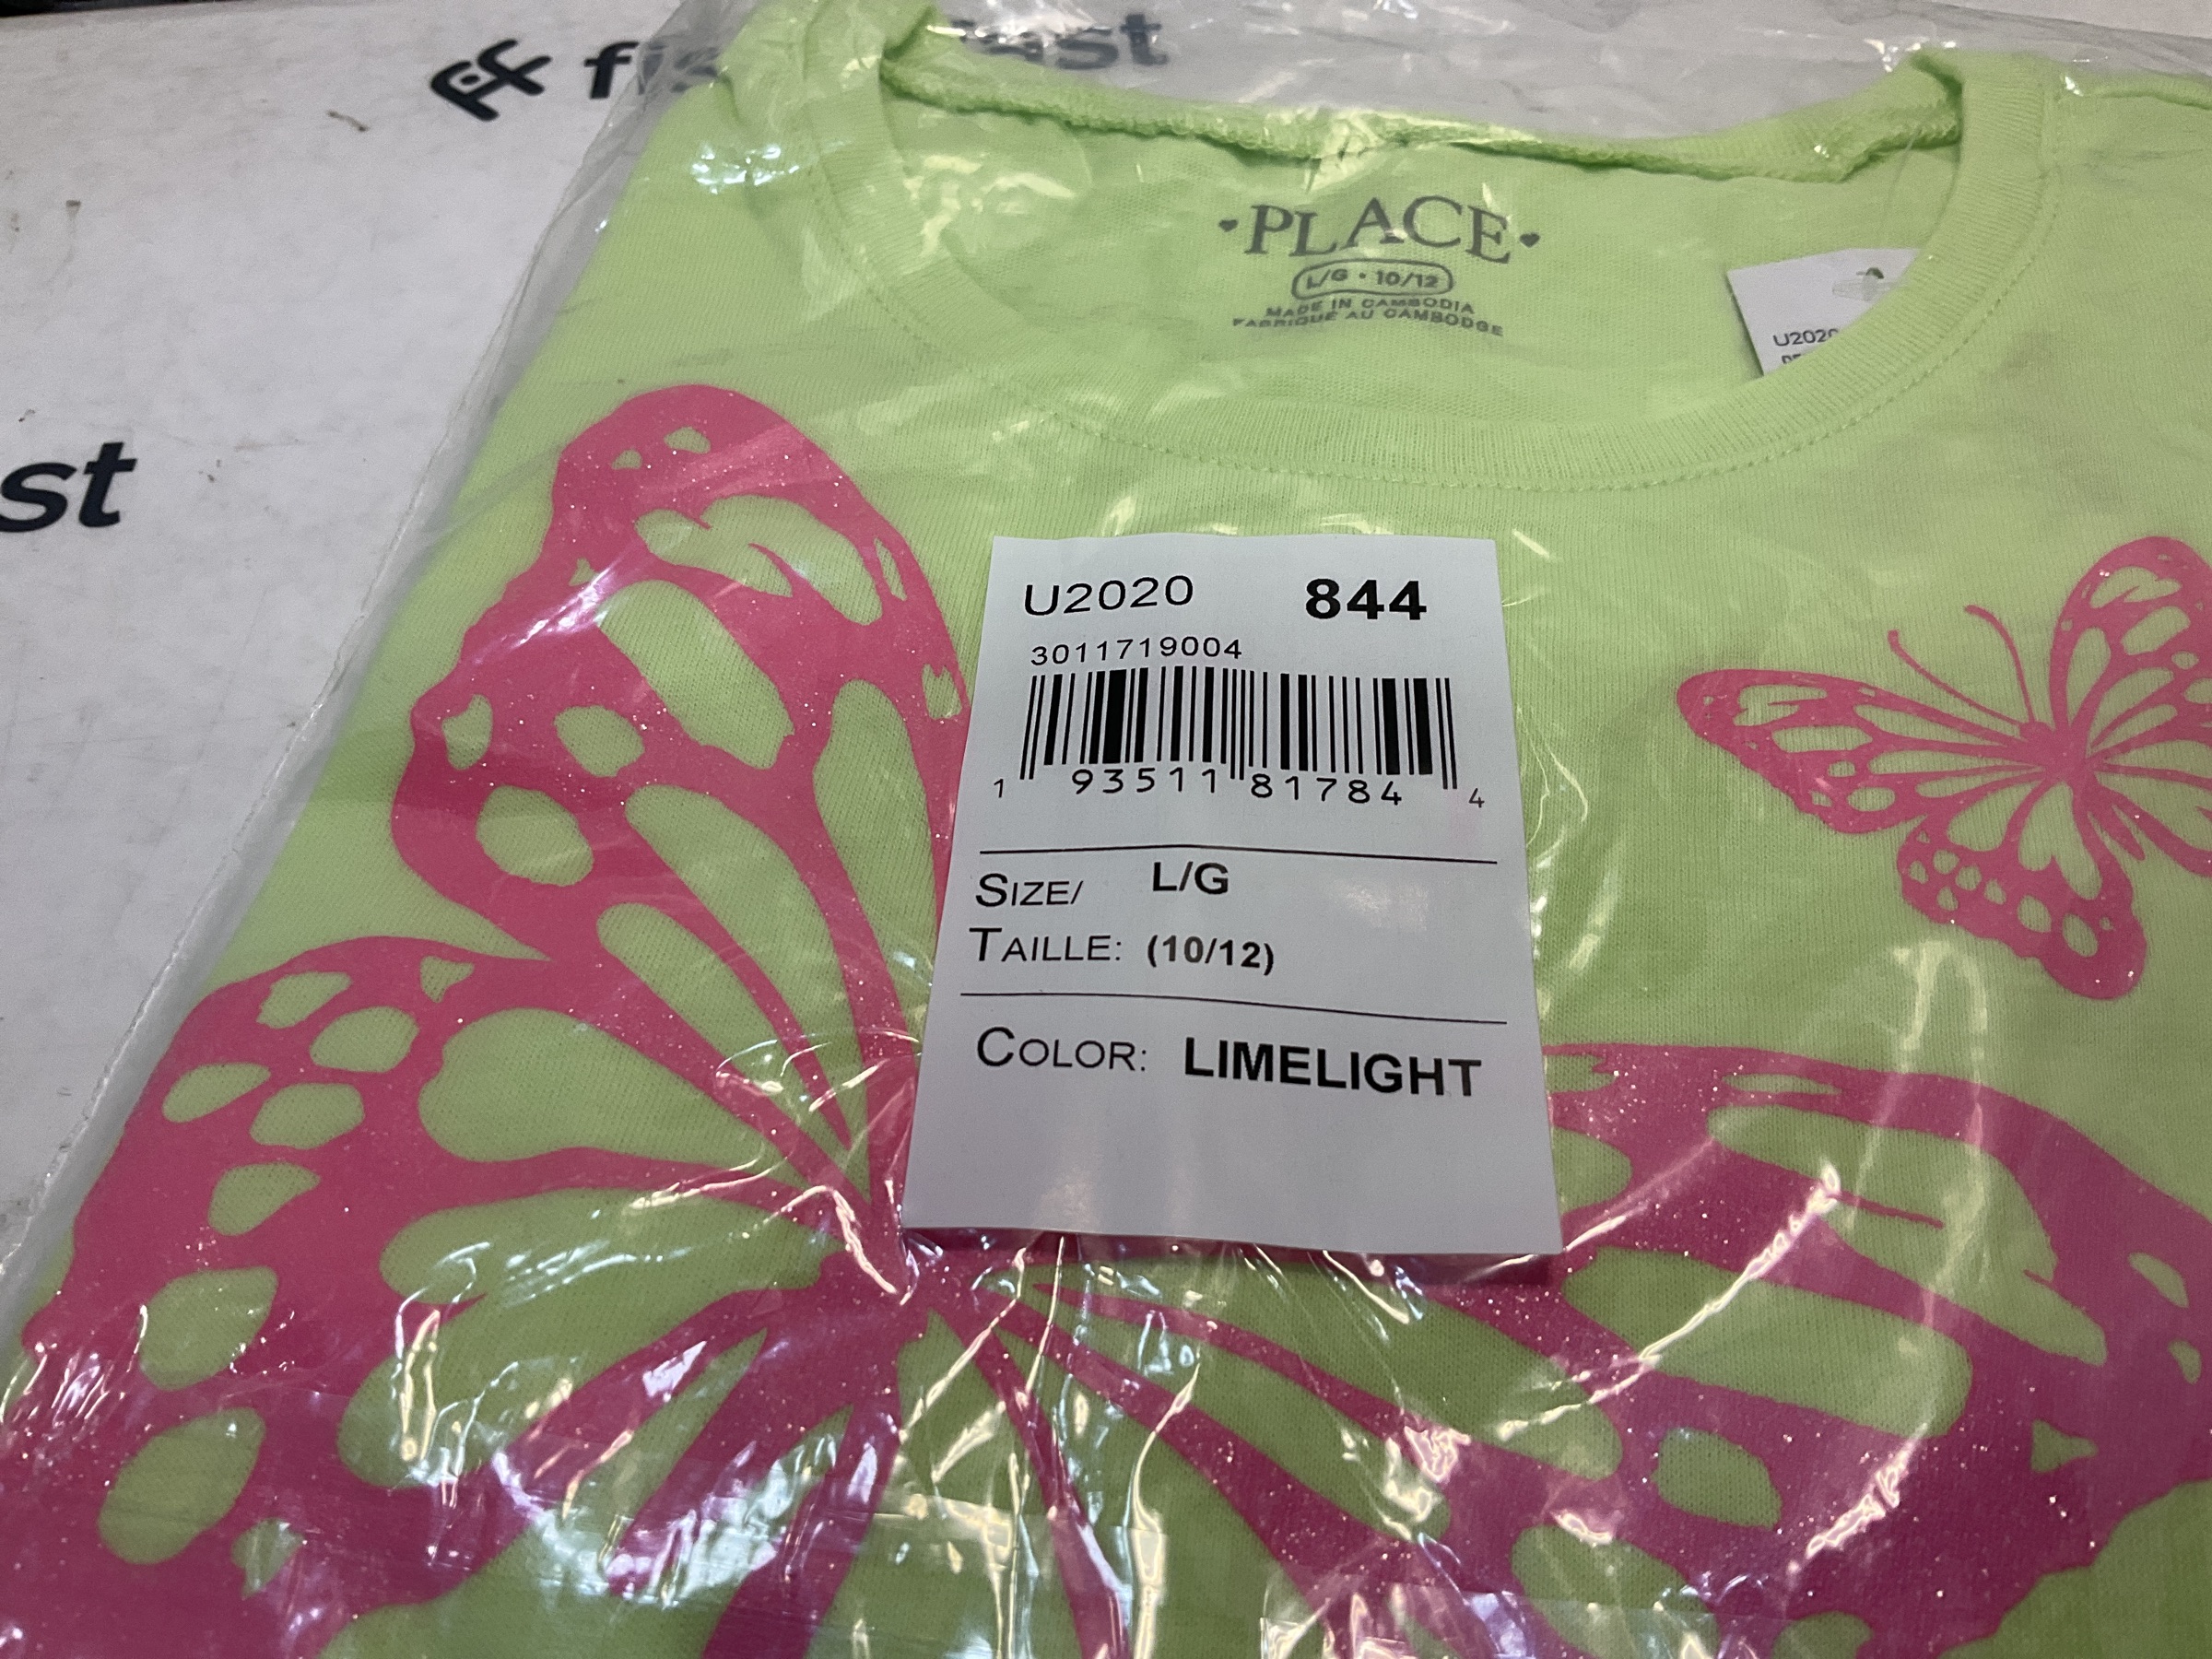 st
PLACE
L/G • 10/12
MADE IN CAMBODIA
FABRIQUÉ AU CAMBODGE
U2020
U2020 844
3011719004
1 93511 81784 4
SIZE/ L/G
TAILLE: (10/12)
COLOR: LIMELIGHT